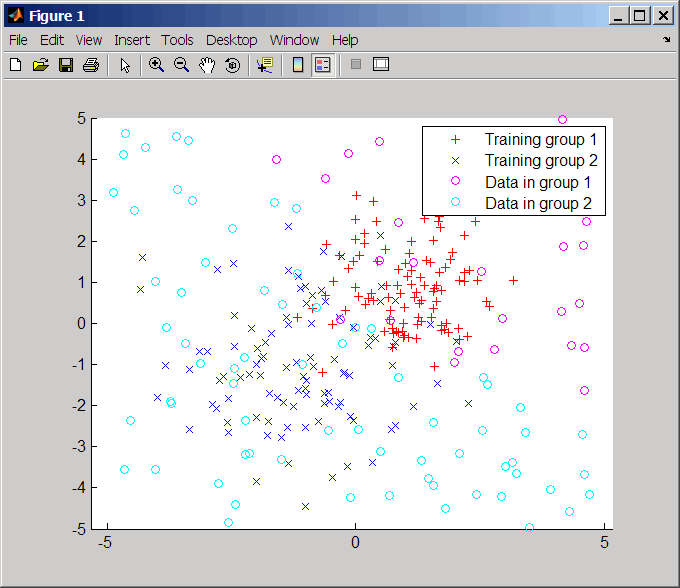 Figure 1
File Edit View Insert Tools Desktop Window Help
5
4
3
2
1
0
-1
-2
-3
-4
-5
-5 0 5
Training group 1
Training group 2
Data in group 1
Data in group 2